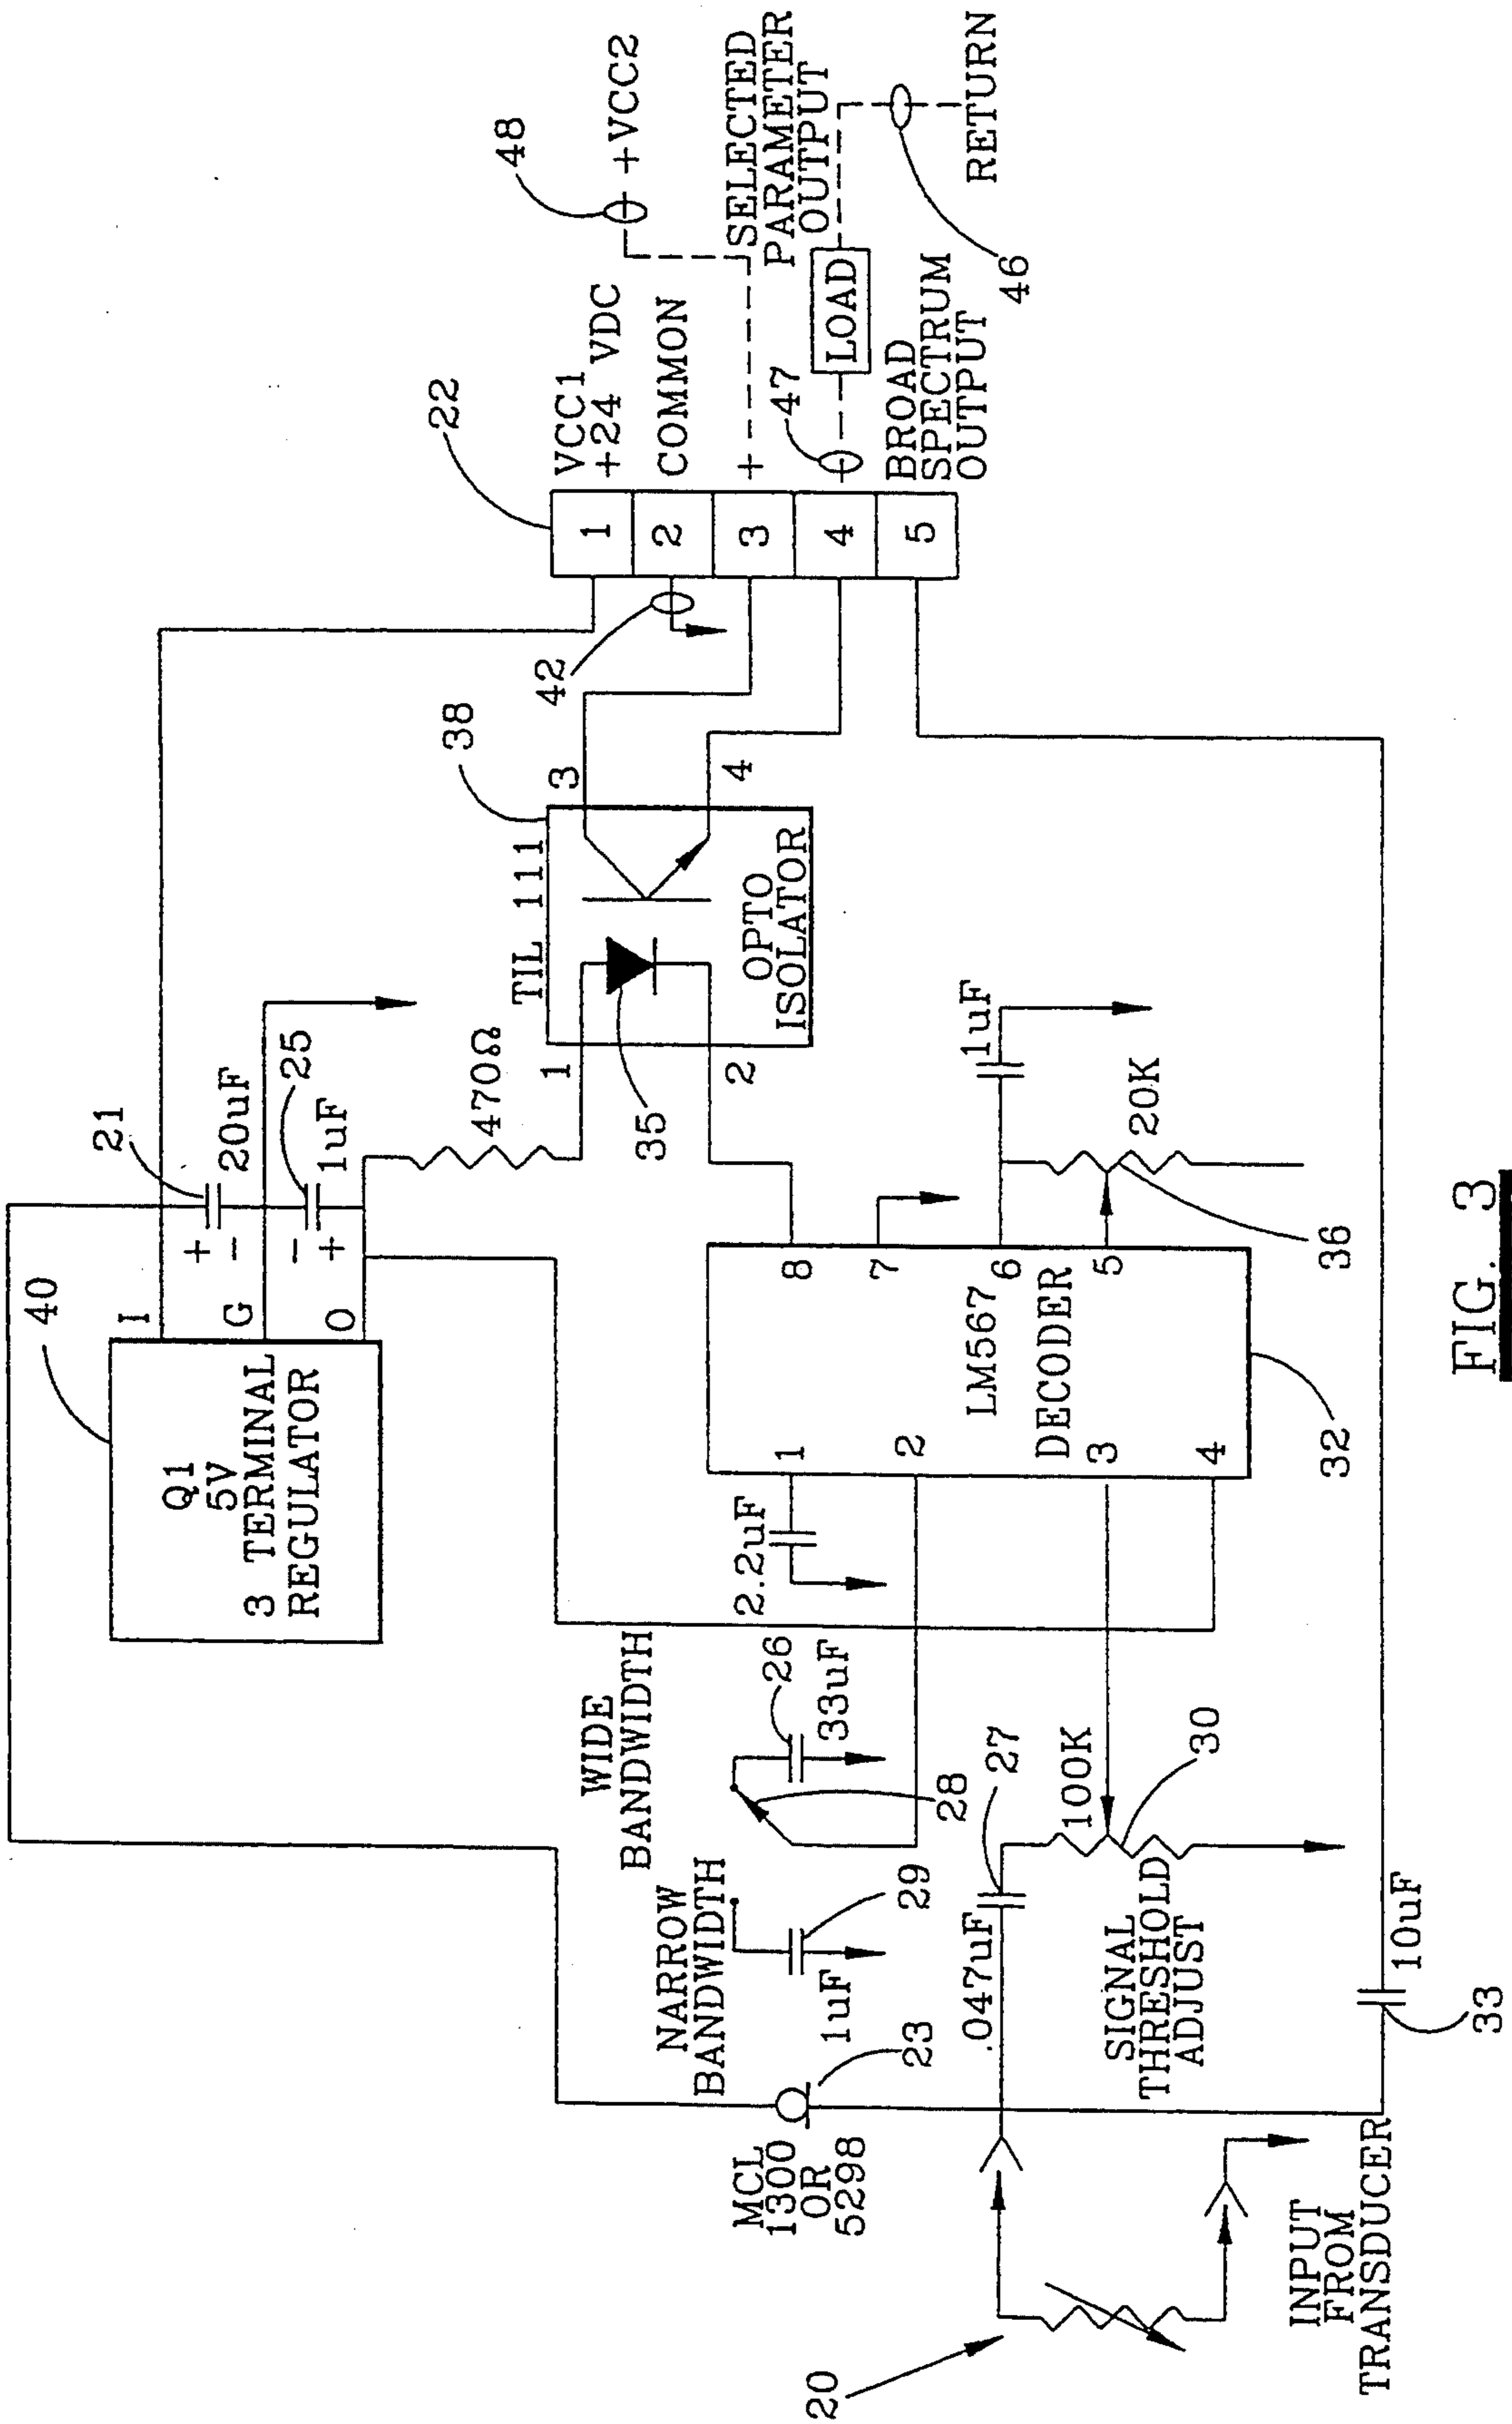 40
Q1
5V
3 TERMINAL
REGULATOR
I
G
O
+
-
-
+
21
20uF
25
1uF
470Ω
TIL 111
38
1
2
3
4
35
OPTO
ISOLATOR
22
1
2
3
4
5
VCC1
+24 VDC
COMMON
+
42
48
+VCC2
SELECTED
PARAMETER
OUTPUT
47
LOAD
46
RETURN
BROAD
SPECTRUM
OUTPUT
WIDE
BANDWIDTH
26
33uF
28
NARROW
BANDWIDTH
1uF
29
2.2uF
1
2
3
4
8
7
6
5
LM567
DECODER
32
1uF
20K
36
MCL
1300
OR
5298
23
.047uF
27
100K
30
SIGNAL
THRESHOLD
ADJUST
20
INPUT
FROM
TRANSDUCER
10uF
33
FIG. 3